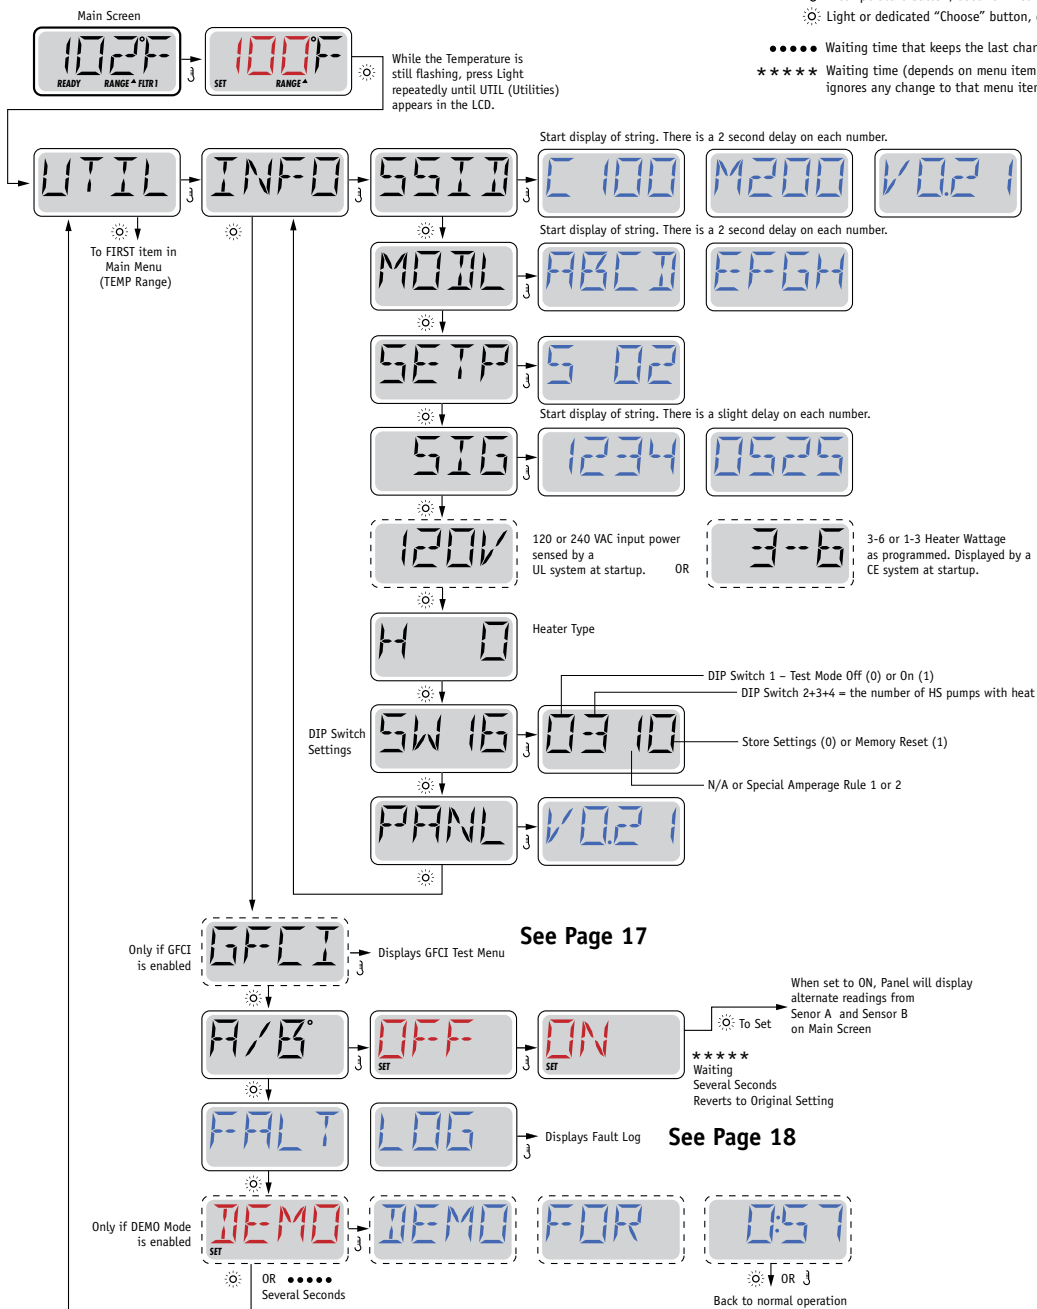 Light or dedicated “Choose” button,
Waiting time that keeps the last
Waiting time (depends on menu item
ignores any change to that menu
Main Screen
102°F
READY RANGE FLTR1
100°F
SET RANGE
While the Temperature is
still flashing, press Light
repeatedly until UTIL (Utilities)
appears in the LCD.
Start display of string. There is a 2 second delay on each number.
UTIL INFO SSID C 100 M200 V0.21
To FIRST item in
Main Menu
(TEMP Range)
Start display of string. There is a 2 second delay on each number.
MODL ABCD EFGH
SETP S 02
Start display of string. There is a slight delay on each number.
SIG 1234 0525
120V
120 or 240 VAC input power
sensed by a
UL system at startup.
OR
3-6
3-6 or 1-3 Heater Wattage
as programmed. Displayed by a
CE system at startup.
H 0
Heater Type
DIP Switch 1 – Test Mode Off (0) or On (1)
DIP Switch 2+3+4 = the number of HS pumps with heat
DIP Switch
Settings
SW 16 0310
Store Settings (0) or Memory Reset (1)
N/A or Special Amperage Rule 1 or 2
PANL V0.21
Only if GFCI
is enabled
GFCI
Displays GFCI Test Menu
See Page 17
A/B°
OFF
SET
ON
SET
To Set
When set to ON, Panel will display
alternate readings from
Senor A and Sensor B
on Main Screen
*****
Waiting
Several Seconds
Reverts to Original Setting
FALT LOG
Displays Fault Log
See Page 18
Only if DEMO Mode
is enabled
DEMO
SET
DEMO FOR 0:57
OR
Several Seconds
OR
Back to normal operation